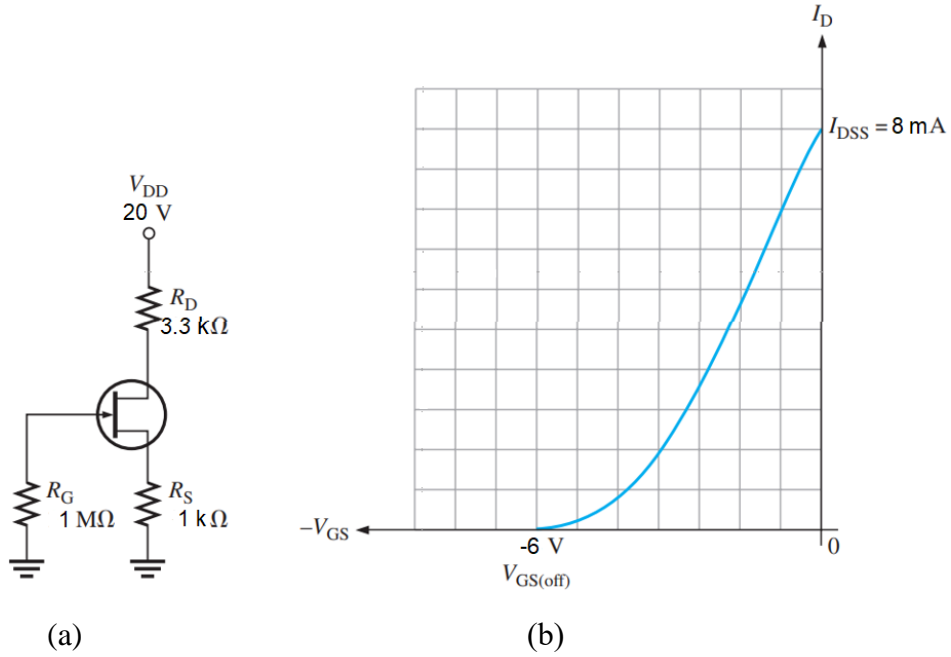 V_DD
20 V
R_D
3.3 kΩ
R_G
1 MΩ
R_S
1 kΩ
(a)
I_D
I_DSS = 8 mA
–V_GS
-6 V
0
V_GS(off)
(b)